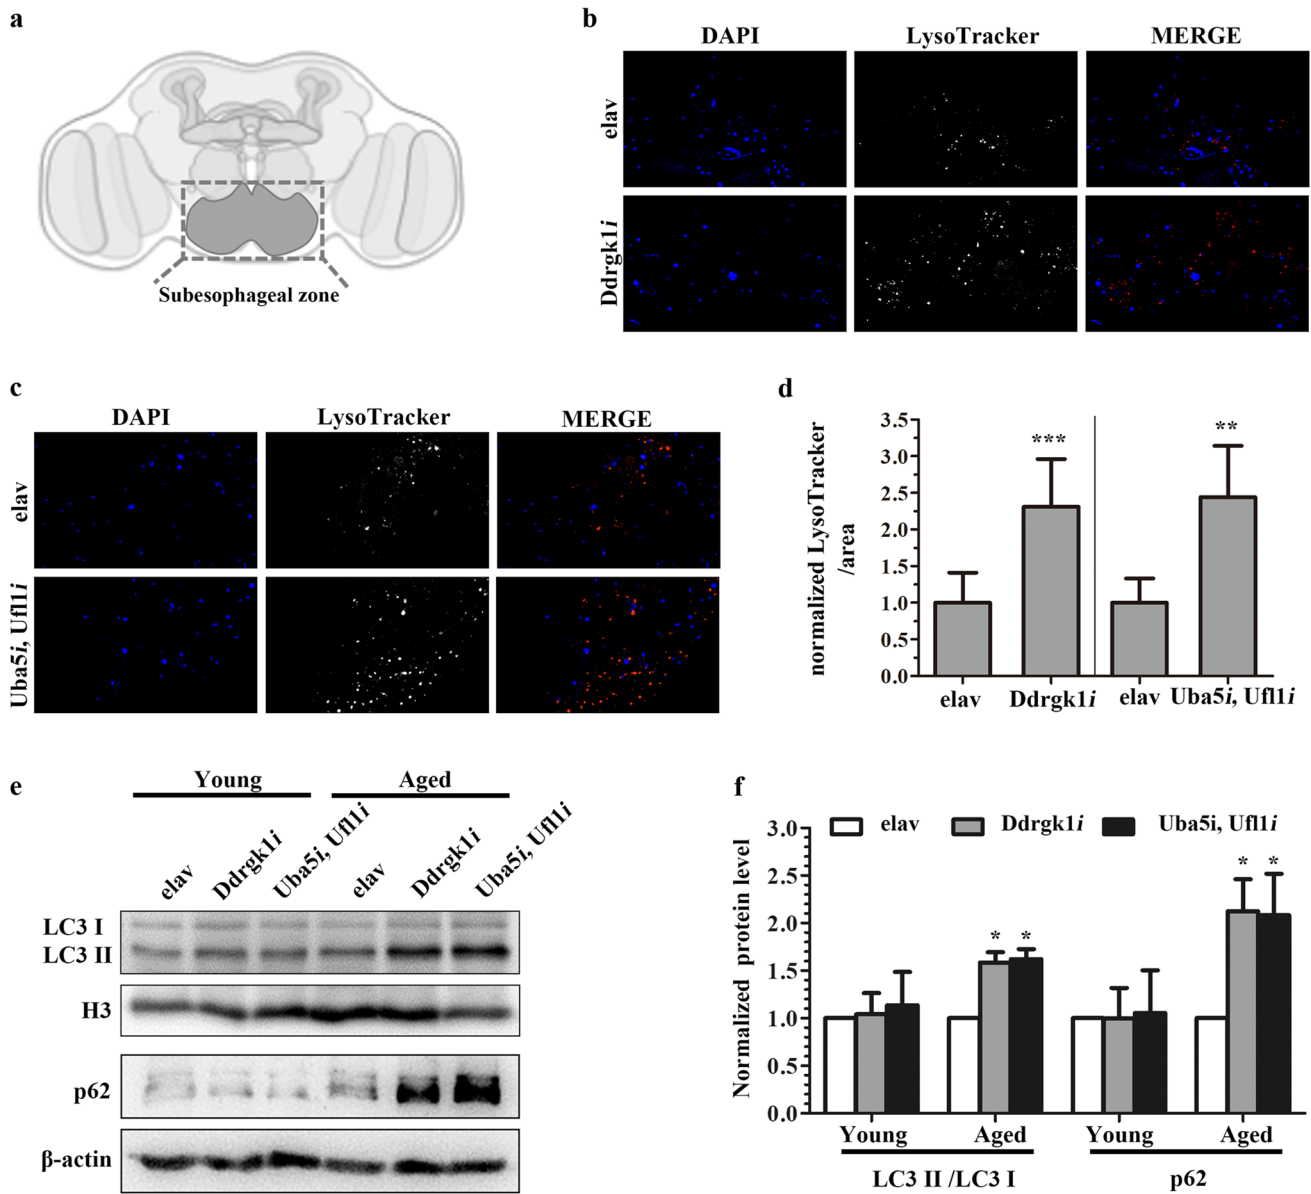 a
Subesophageal zone
b
DAPI LysoTracker MERGE
elav
Ddrgk1i
c
DAPI LysoTracker MERGE
elav
Uba5i, Ufl1i
d
normalized LysoTracker
/area
3.5
3.0
2.5
2.0
1.5
1.0
0.5
0.0
***
**
elav Ddrgk1i elav Uba5i, Ufl1i
e
Young Aged
elav Ddrgk1i Uba5i, Ufl1i elav Ddrgk1i Uba5i, Ufl1i
LC3 I
LC3 II
H3
p62
β-actin
f
elav Ddrgk1i Uba5i, Ufl1i
Normalized protein level
3.0
2.5
2.0
1.5
1.0
0.5
0.0
* *
* *
Young Aged Young Aged
LC3 II /LC3 I p62